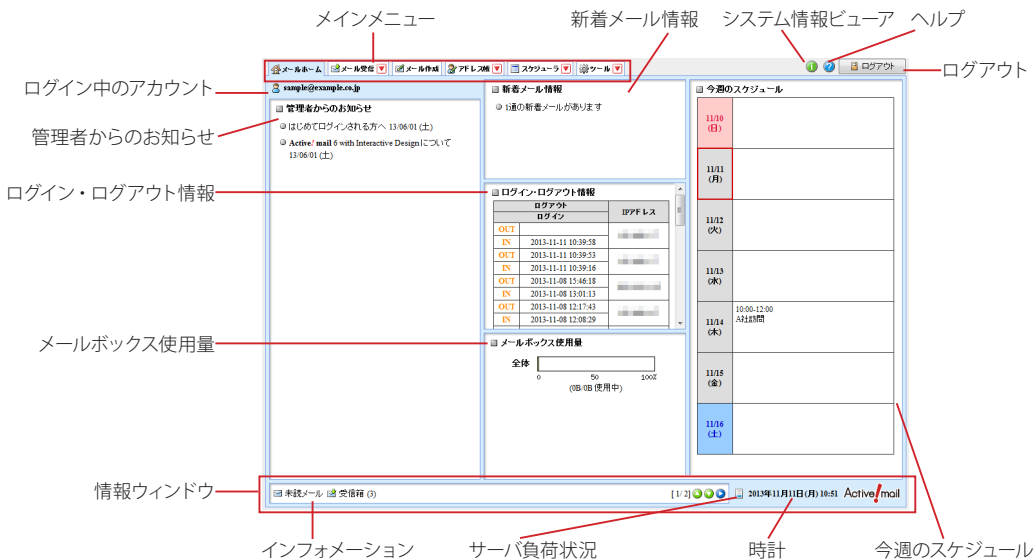 メインメニュー
新着メール情報
システム情報ビューア
ヘルプ
メールホーム メール受信 メール作成 アドレス帳 スケジューラ ツール
ログアウト
ログアウト
ログイン中のアカウント
sample@example.co.jp
管理者からのお知らせ
管理者からのお知らせ
はじめてログインされる方へ 13/06/01 (土)
Active! mail 6 with Interactive Designについて
13/06/01 (土)
新着メール情報
1通の新着メールがあります
ログイン・ログアウト情報
ログイン・ログアウト情報
ログアウト
ログイン
IPアドレス
OUT
IN 2013-11-11 10:39:58
OUT 2013-11-11 10:39:53
IN 2013-11-11 10:39:16
OUT 2013-11-08 15:46:18
IN 2013-11-08 13:01:13
OUT 2013-11-08 12:17:43
IN 2013-11-08 12:08:29
メールボックス使用量
メールボックス使用量
全体
0 50 100%
(0B/0B 使用中)
今週のスケジュール
11/10
(日)
11/11
(月)
11/12
(火)
11/13
(水)
11/14
(木)
10:00-12:00
A社訪問
11/15
(金)
11/16
(土)
情報ウィンドウ
未読メール 受信箱 (3)
[ 1/ 2]
2013年11月11日(月) 10:51
Active! mail
インフォメーション
サーバ負荷状況
時計
今週のスケジュール